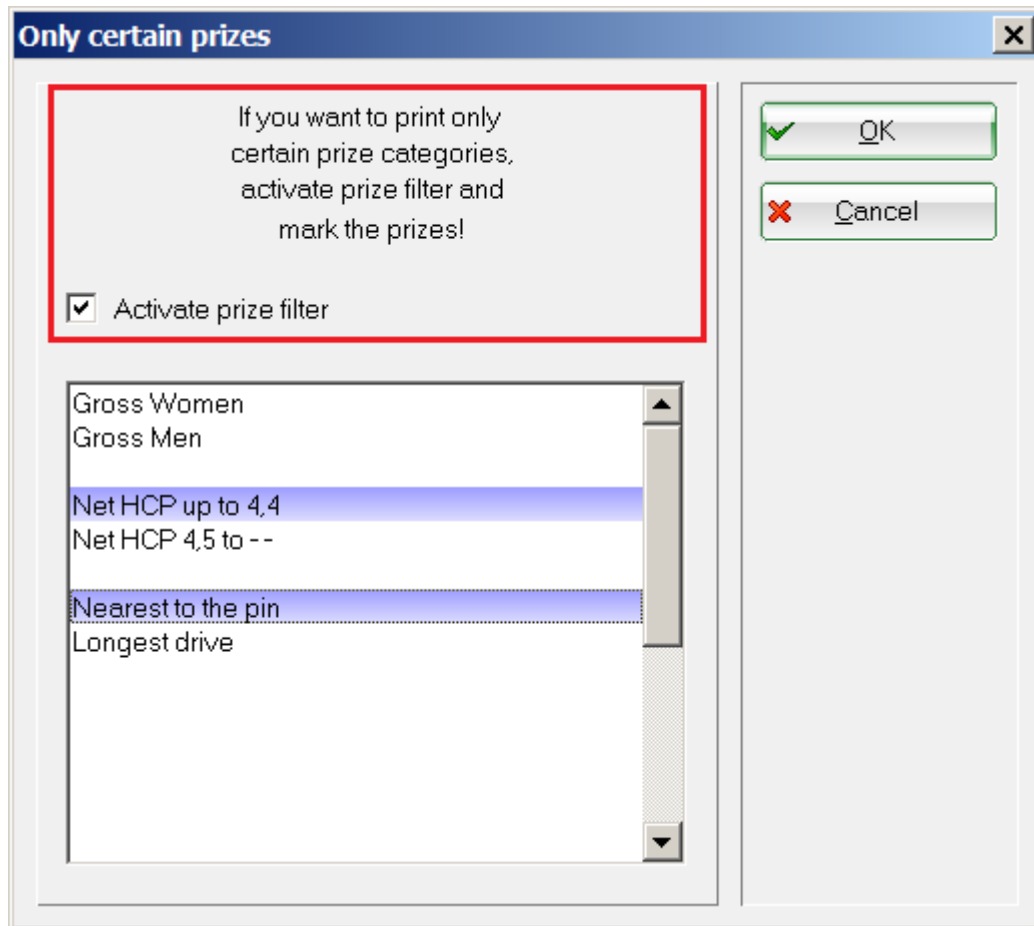 Only certain prizes
If you want to print only
certain prize categories,
activate prize filter and
mark the prizes!
Activate prize filter
Gross Women
Gross Men
Net HCP up to 4,4
Net HCP 4,5 to --
Nearest to the pin
Longest drive
OK
Cancel